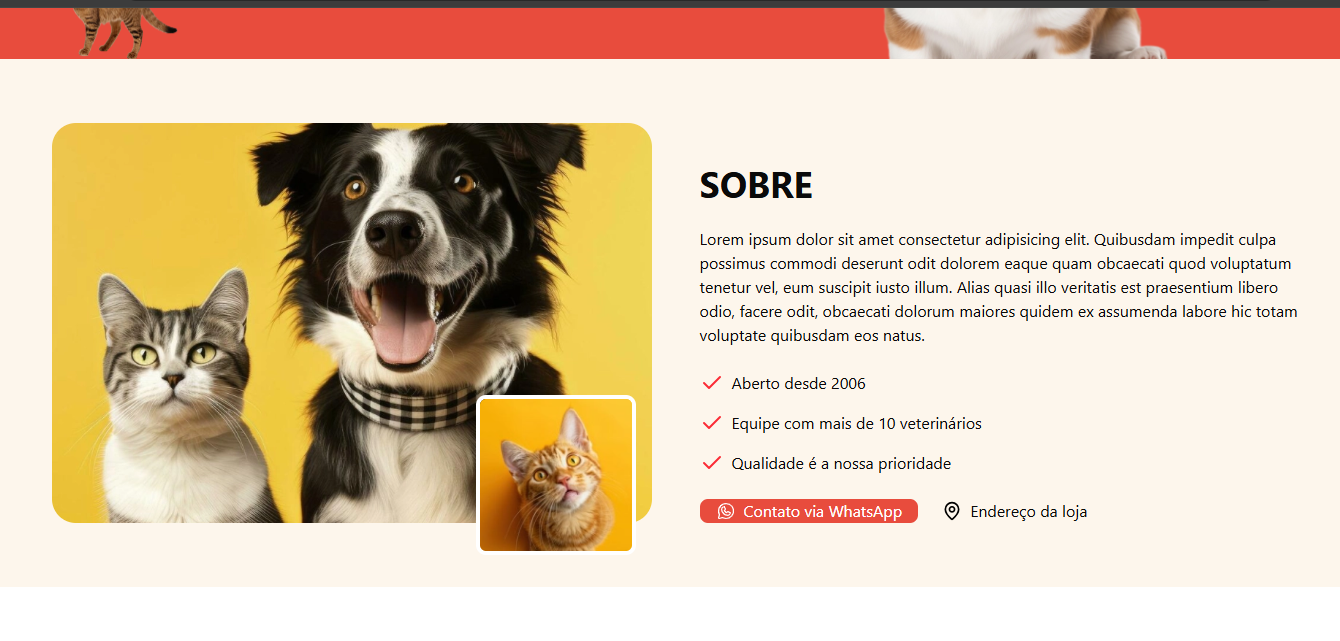 SOBRE
Lorem ipsum dolor sit amet consectetur adipisicing elit. Quibusdam impedit culpa
possimus commodi deserunt odit dolorem eaque quam obcaecati quod voluptatum
tenetur vel, eum suscipit iusto illum. Alias quasi illo veritatis est praesentium libero
odio, facere odit, obcaecati dolorum maiores quidem ex assumenda labore hic totam
voluptate quibusdam eos natus.
Aberto desde 2006
Equipe com mais de 10 veterinários
Qualidade é a nossa prioridade
Contato via WhatsApp
Endereço da loja